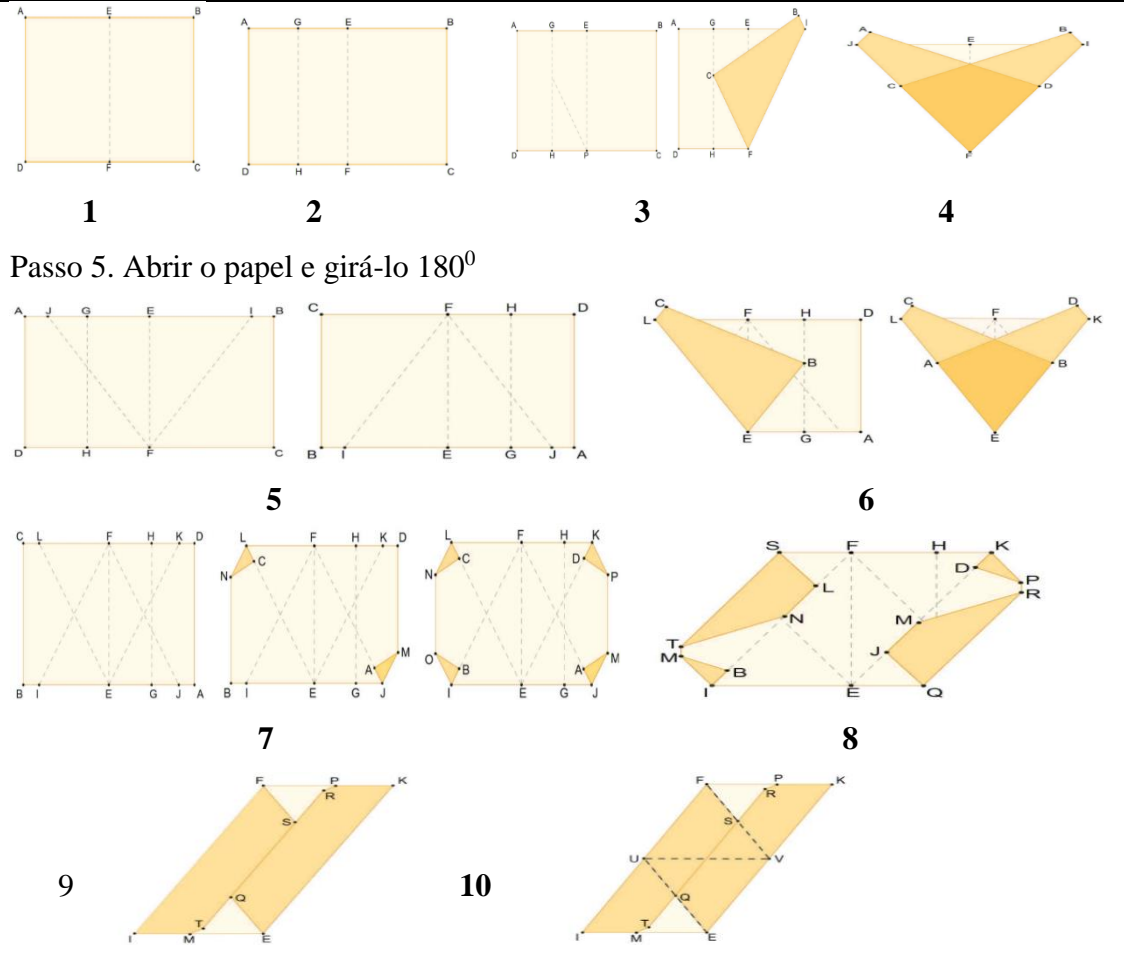 A E B
D F C
A G E B
D H F C
A G E B
D H F C
A G E B I
C
D H F
A B
J E I
C D
F
1 2 3 4
Passo 5. Abrir o papel e girá-lo 180⁰
A J G E I B
D H F C
C F H D
B I E G J A
C
L F H D
B
E G A
C D
L F K
A B
E
5 6
C L F H K D
B I E G J A
L F H K D
N C
A M
B I E G J
L F H K
N C D P
O B A M
I E G J
S F H K
D P
L R
N M
T J
M B
I E Q
7 8
F P K
R
S
Q
T
I M E
9
F P K
R
S
U V
Q
T
I M E
10